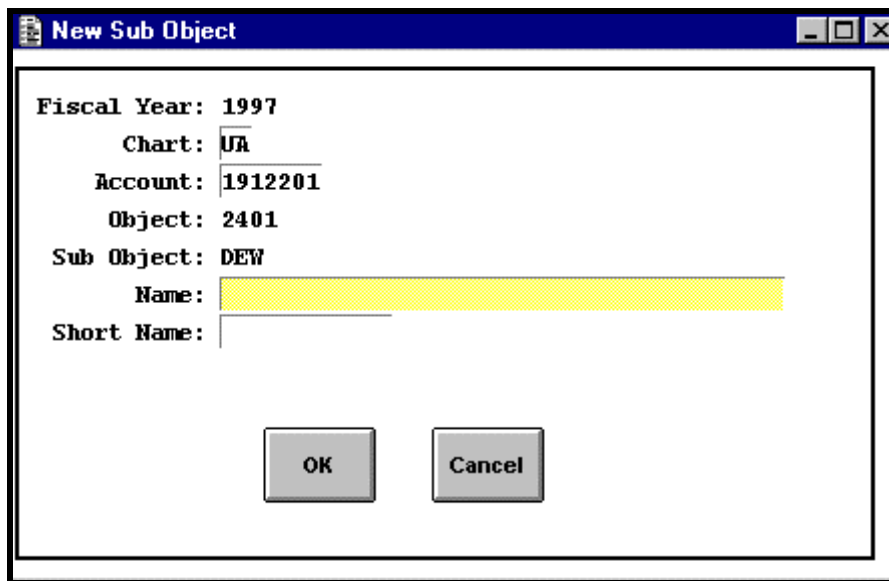 New Sub Object
Fiscal Year: 1997
Chart: UA
Account: 1912201
Object: 2401
Sub Object: DEW
Name:
Short Name:
OK Cancel